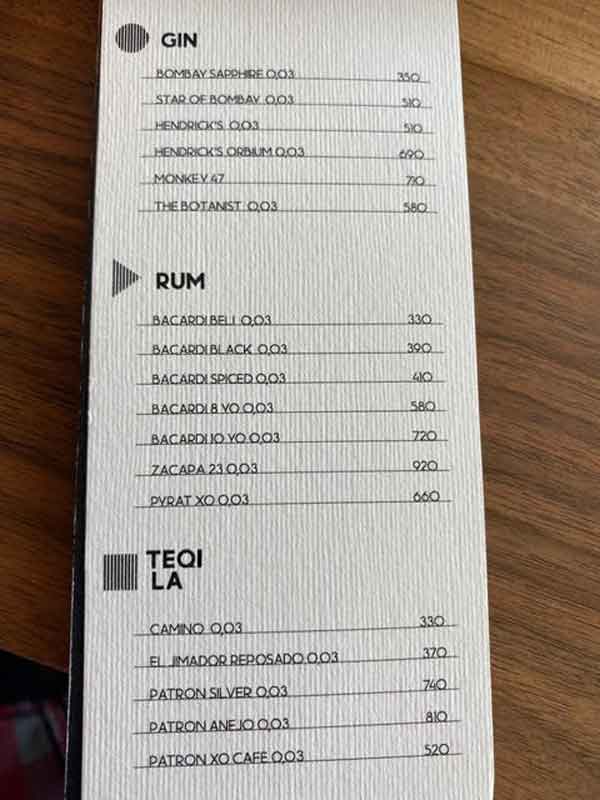 GIN
BOMBAY SAPPHIRE 0,03 350
STAR OF BOMBAY 0,03 510
HENDRICK'S 0,03 510
HENDRICK'S ORBIUM 0,03 690
MONKEY 47 710
THE BOTANIST 0,03 580
RUM
BACARDI BELI 0,03 330
BACARDI BLACK 0,03 390
BACARDI SPICED 0,03 410
BACARDI 8 YO 0,03 580
BACARDI 10 YO 0,03 720
ZACAPA 23 0,03 920
PYRAT XO 0,03 660
TEQI
LA
CAMINO 0,03 330
EL JIMADOR REPOSADO 0,03 370
PATRON SILVER 0,03 740
PATRON ANEJO 0,03 810
PATRON XO CAFE 0,03 520